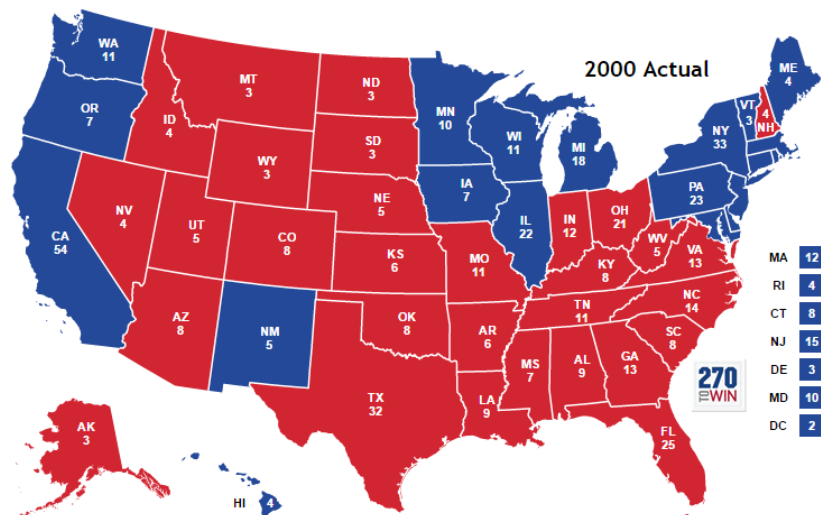 2000 Actual
WA
11
OR
7
CA
54
NV
4
ID
4
MT
3
WY
3
UT
5
AZ
8
CO
8
NM
5
ND
3
SD
3
NE
5
KS
6
OK
8
TX
32
MN
10
IA
7
MO
11
AR
6
LA
9
WI
11
IL
22
MI
18
IN
12
OH
21
KY
8
TN
11
MS
7
AL
9
GA
13
FL
25
SC
8
NC
14
VA
13
WV
5
PA
23
NY
33
VT
3
4
NH
ME
4
AK
3
HI 4
MA 12
RI 4
CT 8
NJ 15
DE 3
MD 10
DC 2
270
TO WIN